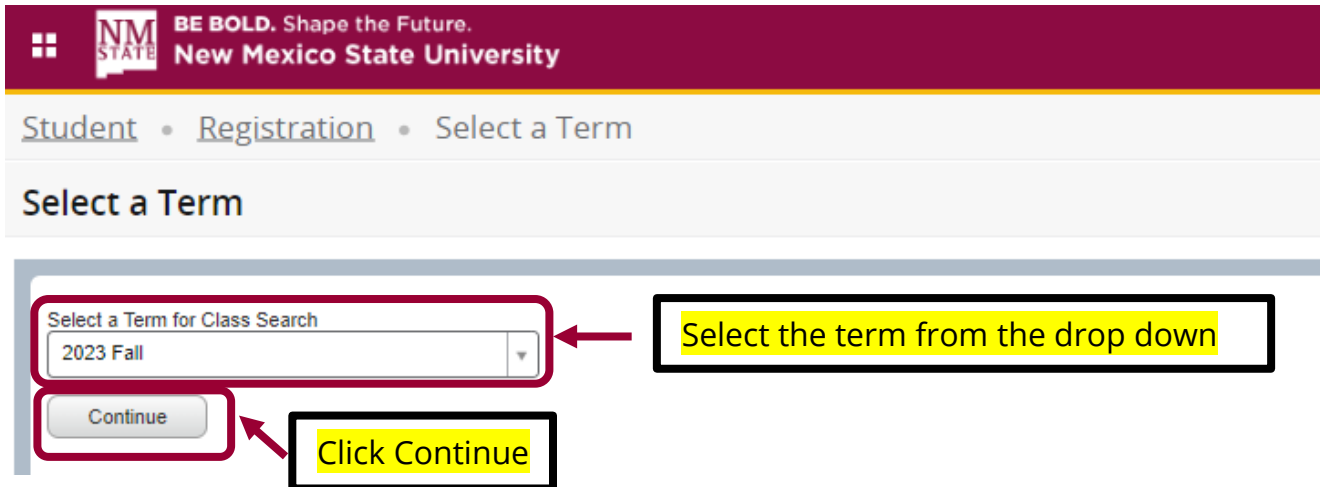 NM
STATE
BE BOLD. Shape the Future.
New Mexico State University
Student • Registration • Select a Term
Select a Term
Select a Term for Class Search
2023 Fall
Select the term from the drop down
Continue
Click Continue